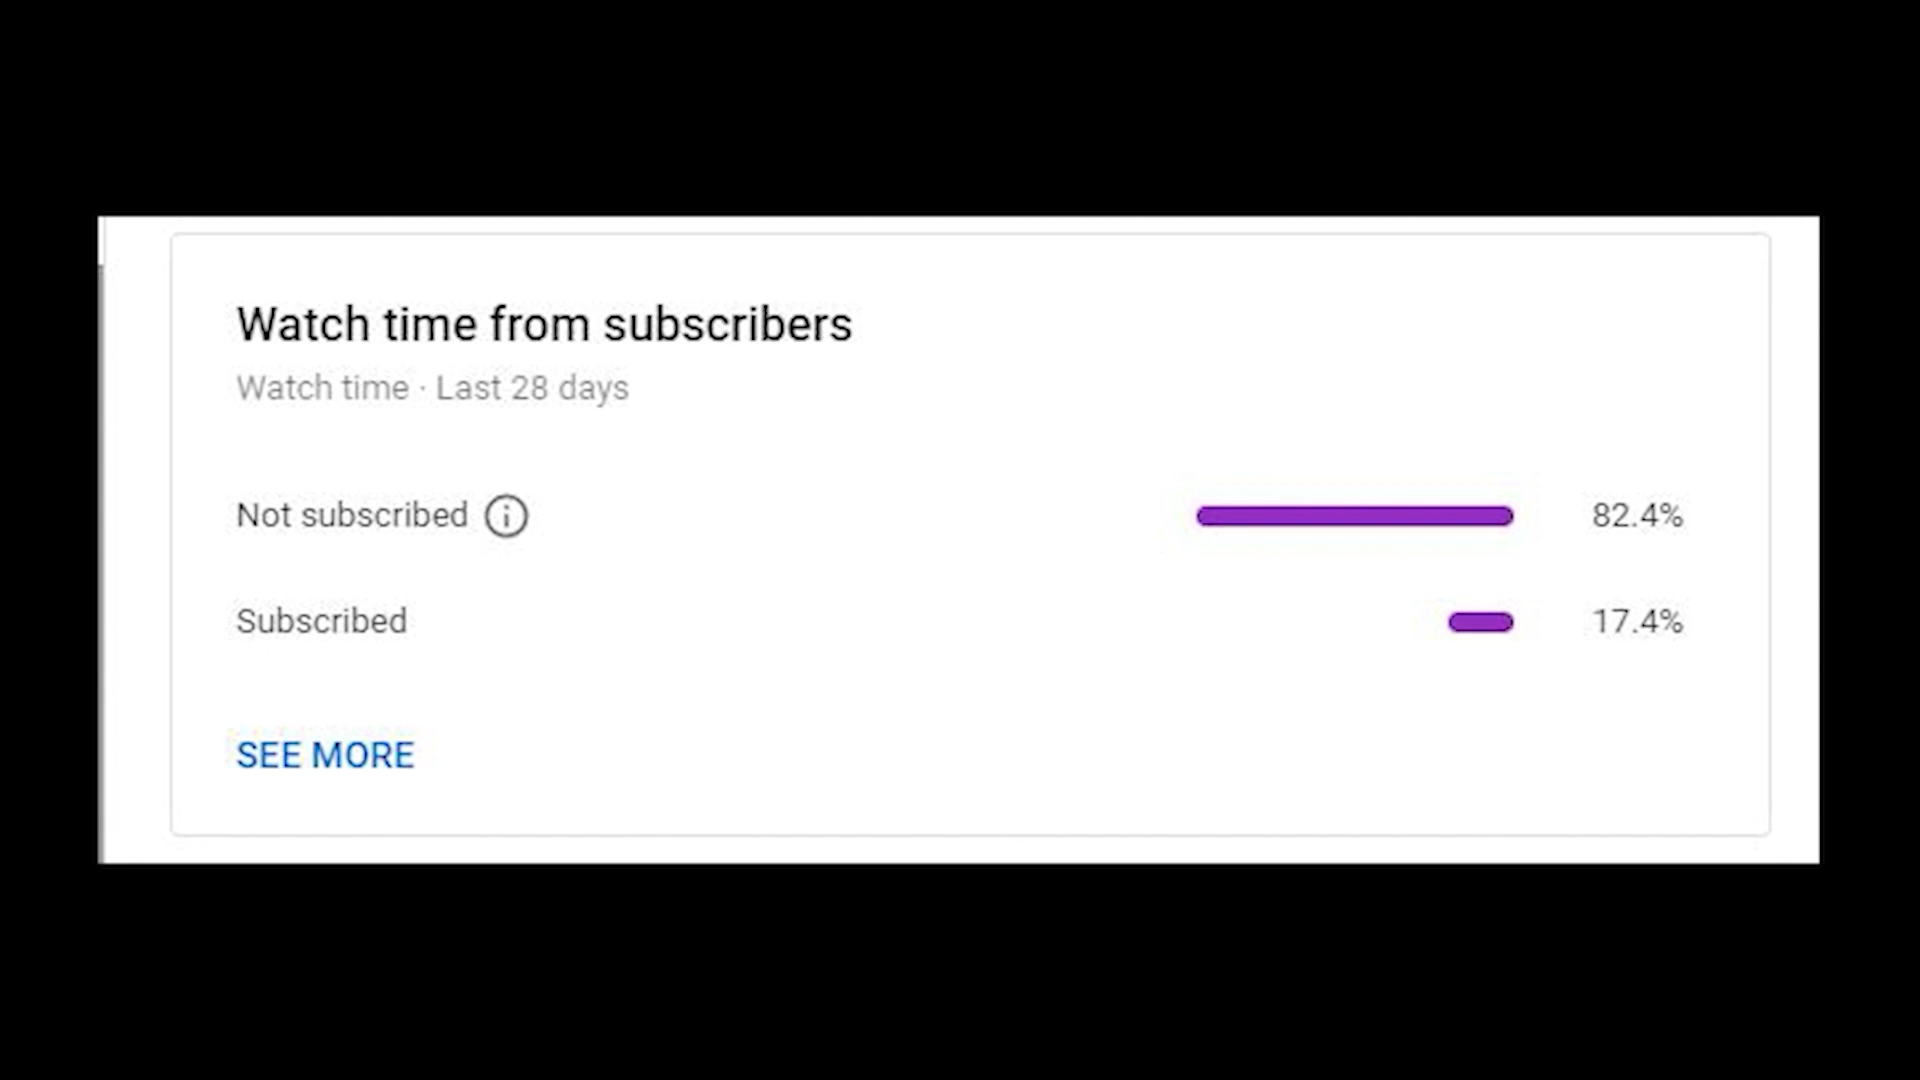 Watch time from subscribers
Watch time · Last 28 days
Not subscribed 82.4%
Subscribed 17.4%
SEE MORE